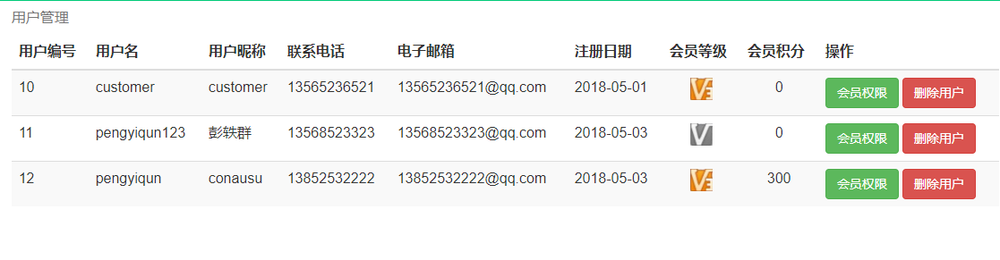 用户管理
用户编号 用户名 用户昵称 联系电话 电子邮箱 注册日期 会员等级 会员积分 操作
10 customer customer 13565236521 13565236521@qq.com 2018-05-01 V3 0 会员权限 删除用户
11 pengyiqun123 彭轶群 13568523323 13568523323@qq.com 2018-05-03 V 0 会员权限 删除用户
12 pengyiqun conausu 13852532222 13852532222@qq.com 2018-05-03 V3 300 会员权限 删除用户